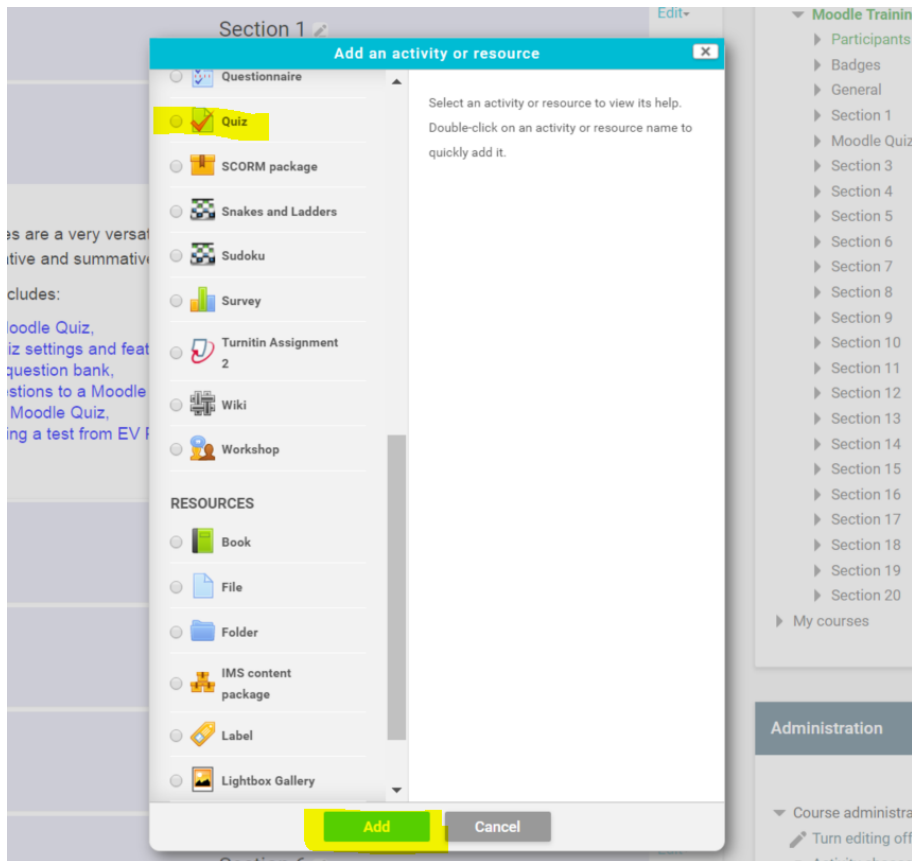 Section 1
Edit
Add an activity or resource
Questionnaire
Quiz
SCORM package
Snakes and Ladders
Sudoku
Survey
Turnitin Assignment
2
Wiki
Workshop
RESOURCES
Book
File
Folder
IMS content
package
Label
Lightbox Gallery
Select an activity or resource to view its help.
Double-click on an activity or resource name to
quickly add it.
Add
Cancel
es are a very versat
ative and summative
cludes:
Moodle Quiz,
iz settings and feat
question bank,
estions to a Moodle
Moodle Quiz,
ing a test from EV
Moodle Trainin
Participants
Badges
General
Section 1
Moodle Quiz
Section 3
Section 4
Section 5
Section 6
Section 7
Section 8
Section 9
Section 10
Section 11
Section 12
Section 13
Section 14
Section 15
Section 16
Section 17
Section 18
Section 19
Section 20
My courses
Administration
Course administra
Turn editing off